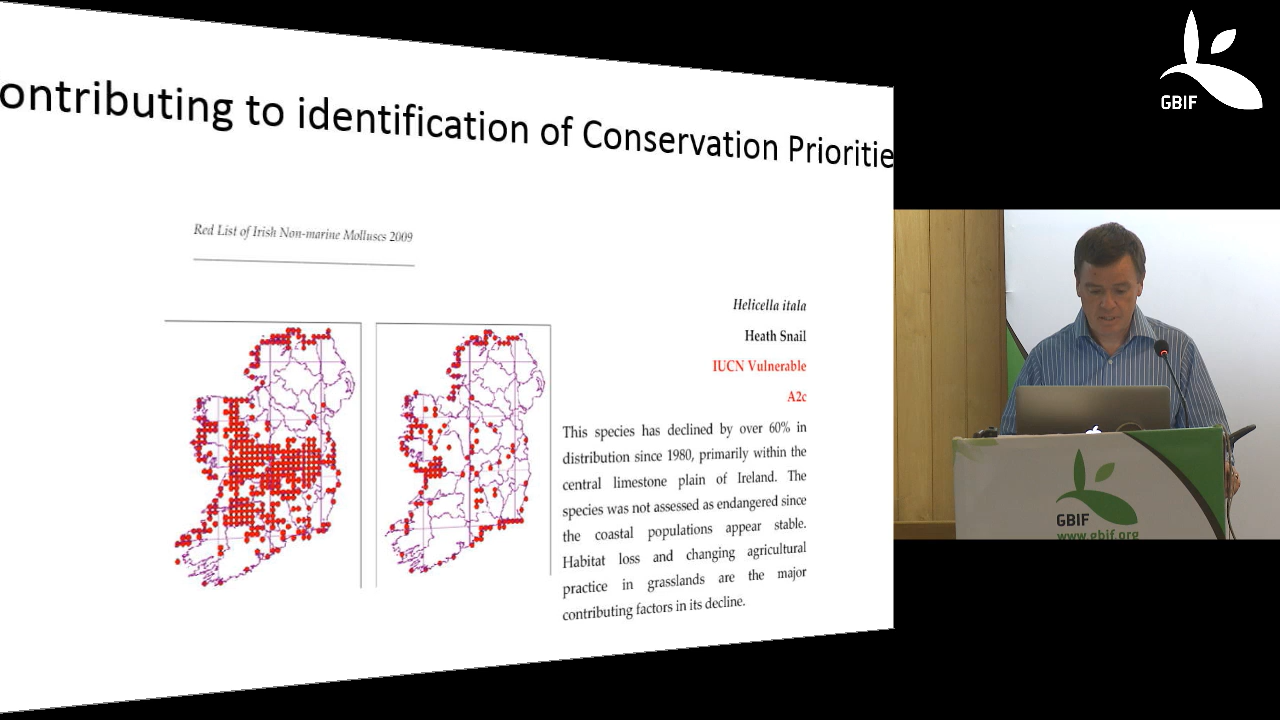 ontributing to identification of Conservation Prioritie
Red List of Irish Non-marine Molluscs 2009
Helicella itala
Heath Snail
IUCN Vulnerable
A2c
This species has declined by over 60% in
distribution since 1980, primarily within the
central limestone plain of Ireland. The
species was not assessed as endangered since
the coastal populations appear stable.
Habitat loss and changing agricultural
practice in grasslands are the major
contributing factors in its decline.
GBIF
GBIF
www.gbif.org